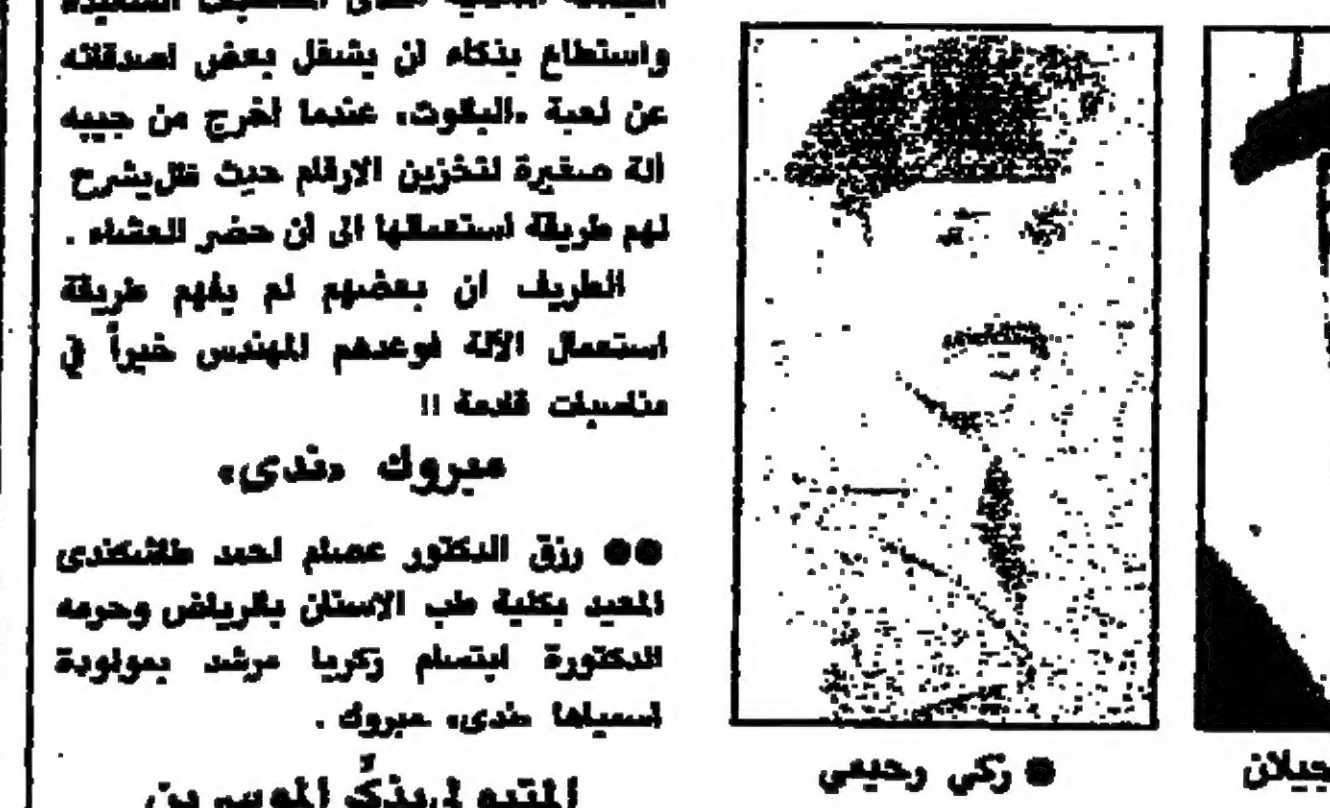 واستطاع بذكاء ان يشغل بعض اصدقائه
عن لعبة «البلوت» عندما اخرج من جيبه
آلة صغيرة لتخزين الارقام حيث ظل يشرح
لهم طريقة استعمالها الى ان حضر العشاء .
الطريف ان بعضهم لم يفهم طريقة
استعمال الآلة فوعدهم المهندس خيراً في
مناسبات قادمة !!
مبروك «ندى»
●● رزق الدكتور عصام احمد طاشكندى
المعيد بكلية طب الاسنان بالرياض وحرمه
الدكتورة ابتسام زكريا مرشد بمولودة
اسمياها «ندى» مبروك .
● زكي رحيمي
جيلان